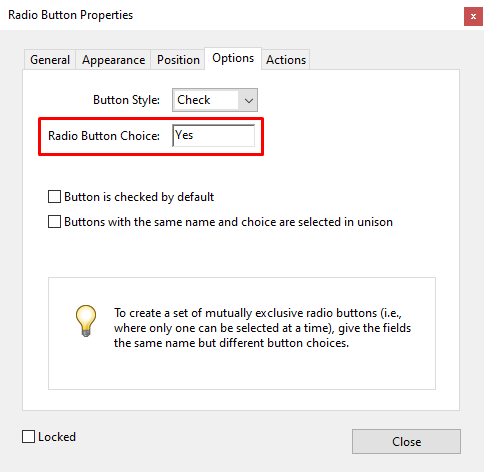 Radio Button Properties
x
General Appearance Position Options Actions
Button Style: Check
Radio Button Choice: Yes
Button is checked by default
Buttons with the same name and choice are selected in unison
To create a set of mutually exclusive radio buttons (i.e.,
where only one can be selected at a time), give the fields
the same name but different button choices.
Locked
Close